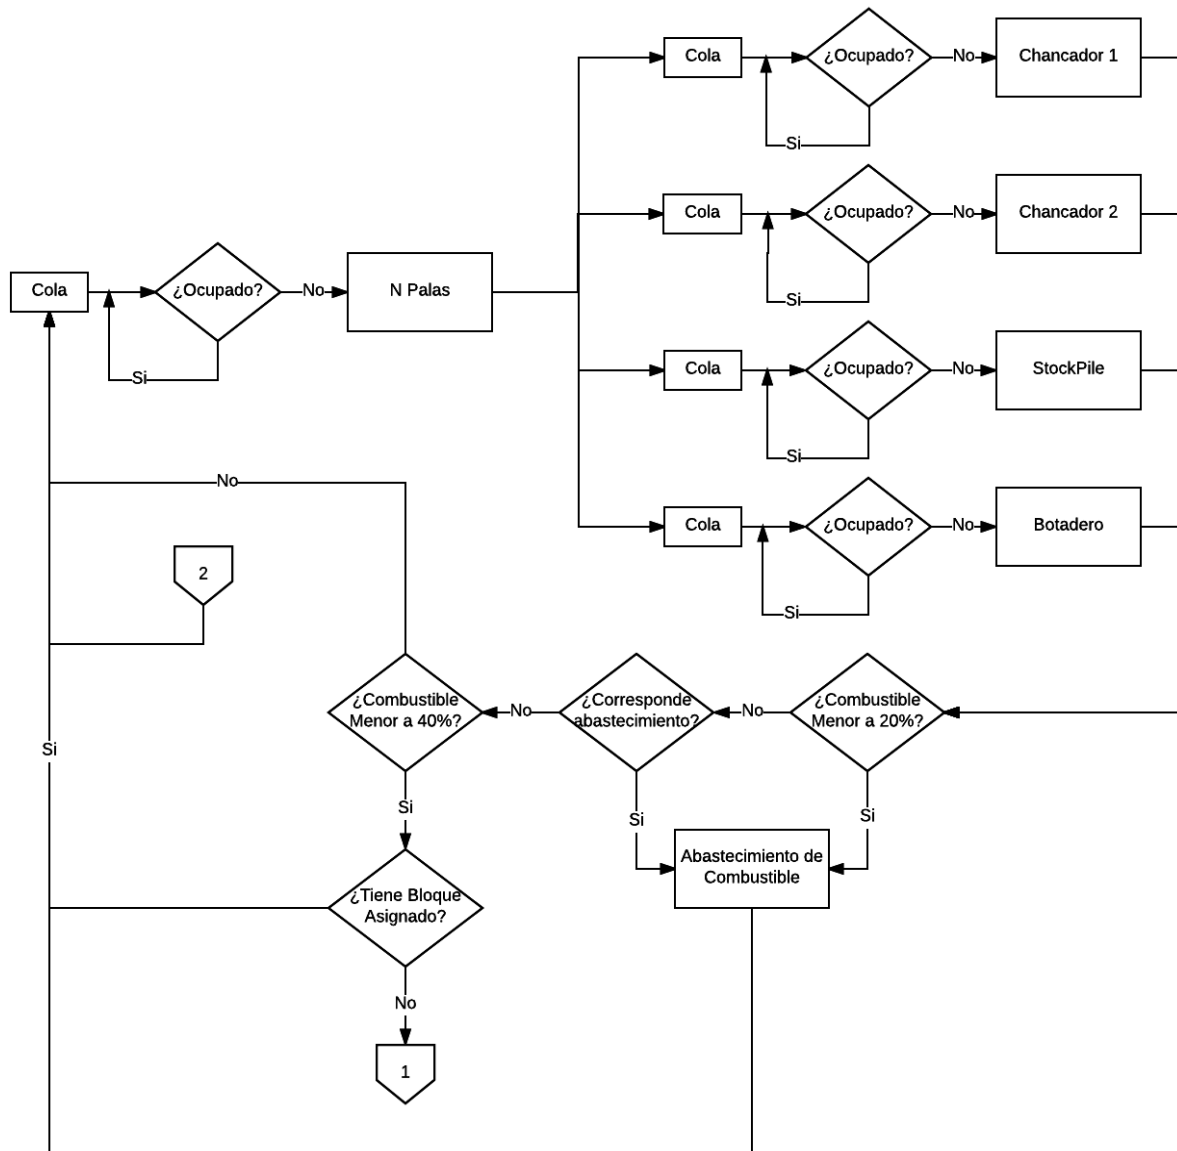 Cola
¿Ocupado?
No
Chancador 1
Si
Cola
¿Ocupado?
No
Chancador 2
Si
Cola
¿Ocupado?
No
N Palas
Si
Cola
¿Ocupado?
No
StockPile
Si
Cola
¿Ocupado?
No
Botadero
Si
No
2
¿Combustible
Menor a 40%?
No
¿Corresponde
abastecimiento?
No
¿Combustible
Menor a 20%?
Si
Si
Si
Si
Abastecimiento de
Combustible
¿Tiene Bloque
Asignado?
No
1